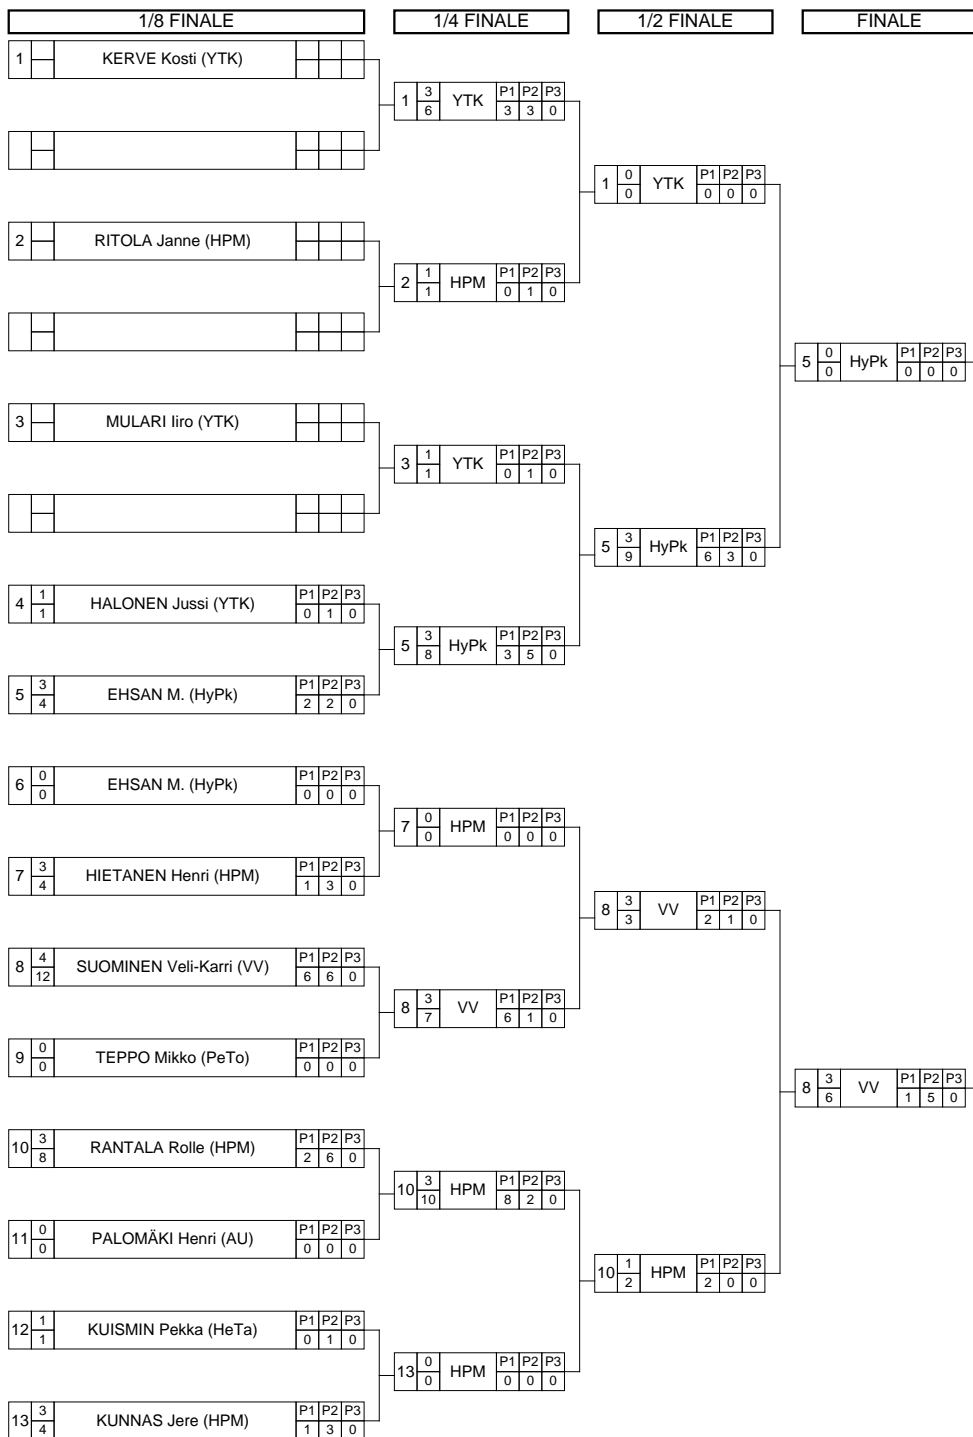 1/8 FINALE 1/4 FINALE 1/2 FINALE FINALE
1 KERVE Kosti (YTK)
1 3 6 YTK P1 P2 P3 3 3 0
1 0 0 YTK P1 P2 P3 0 0 0
2 RITOLA Janne (HPM)
2 1 1 HPM P1 P2 P3 0 1 0
5 0 0 HyPk P1 P2 P3 0 0 0
3 MULARI Iiro (YTK)
3 1 1 YTK P1 P2 P3 0 1 0
5 3 9 HyPk P1 P2 P3 6 3 0
4 1 1 HALONEN Jussi (YTK) P1 P2 P3 0 1 0
5 3 8 HyPk P1 P2 P3 3 5 0
5 3 4 EHSAN M. (HyPk) P1 P2 P3 2 2 0
6 0 0 EHSAN M. (HyPk) P1 P2 P3 0 0 0
7 0 0 HPM P1 P2 P3 0 0 0
7 3 4 HIETANEN Henri (HPM) P1 P2 P3 1 3 0
8 3 3 VV P1 P2 P3 2 1 0
8 4 12 SUOMINEN Veli-Karri (VV) P1 P2 P3 6 6 0
8 3 7 VV P1 P2 P3 6 1 0
9 0 0 TEPPO Mikko (PeTo) P1 P2 P3 0 0 0
8 3 6 VV P1 P2 P3 1 5 0
10 3 8 RANTALA Rolle (HPM) P1 P2 P3 2 6 0
10 3 10 HPM P1 P2 P3 8 2 0
11 0 0 PALOMÄKI Henri (AU) P1 P2 P3 0 0 0
10 1 2 HPM P1 P2 P3 2 0 0
12 1 1 KUISMIN Pekka (HeTa) P1 P2 P3 0 1 0
13 0 0 HPM P1 P2 P3 0 0 0
13 3 4 KUNNAS Jere (HPM) P1 P2 P3 1 3 0